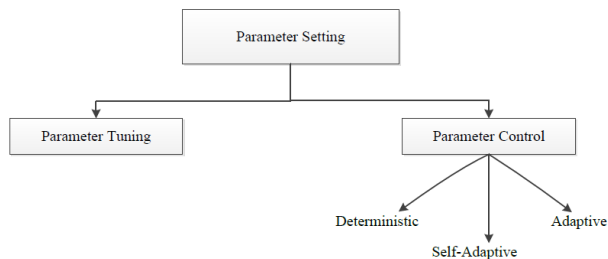 Parameter Setting
Parameter Tuning
Parameter Control
Deterministic
Adaptive
Self-Adaptive